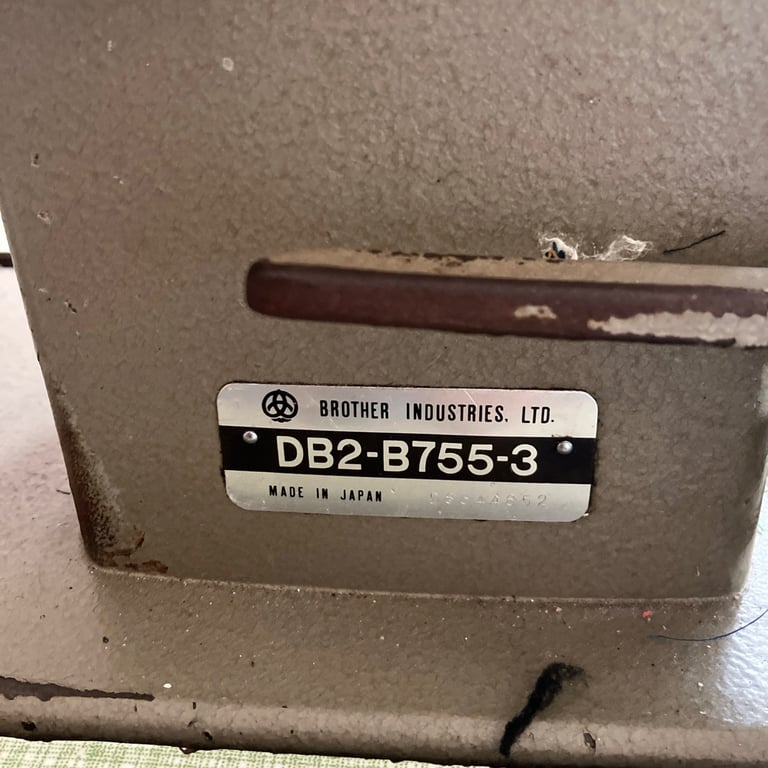 BROTHER INDUSTRIES, LTD.
DB2-B755-3
MADE IN JAPAN